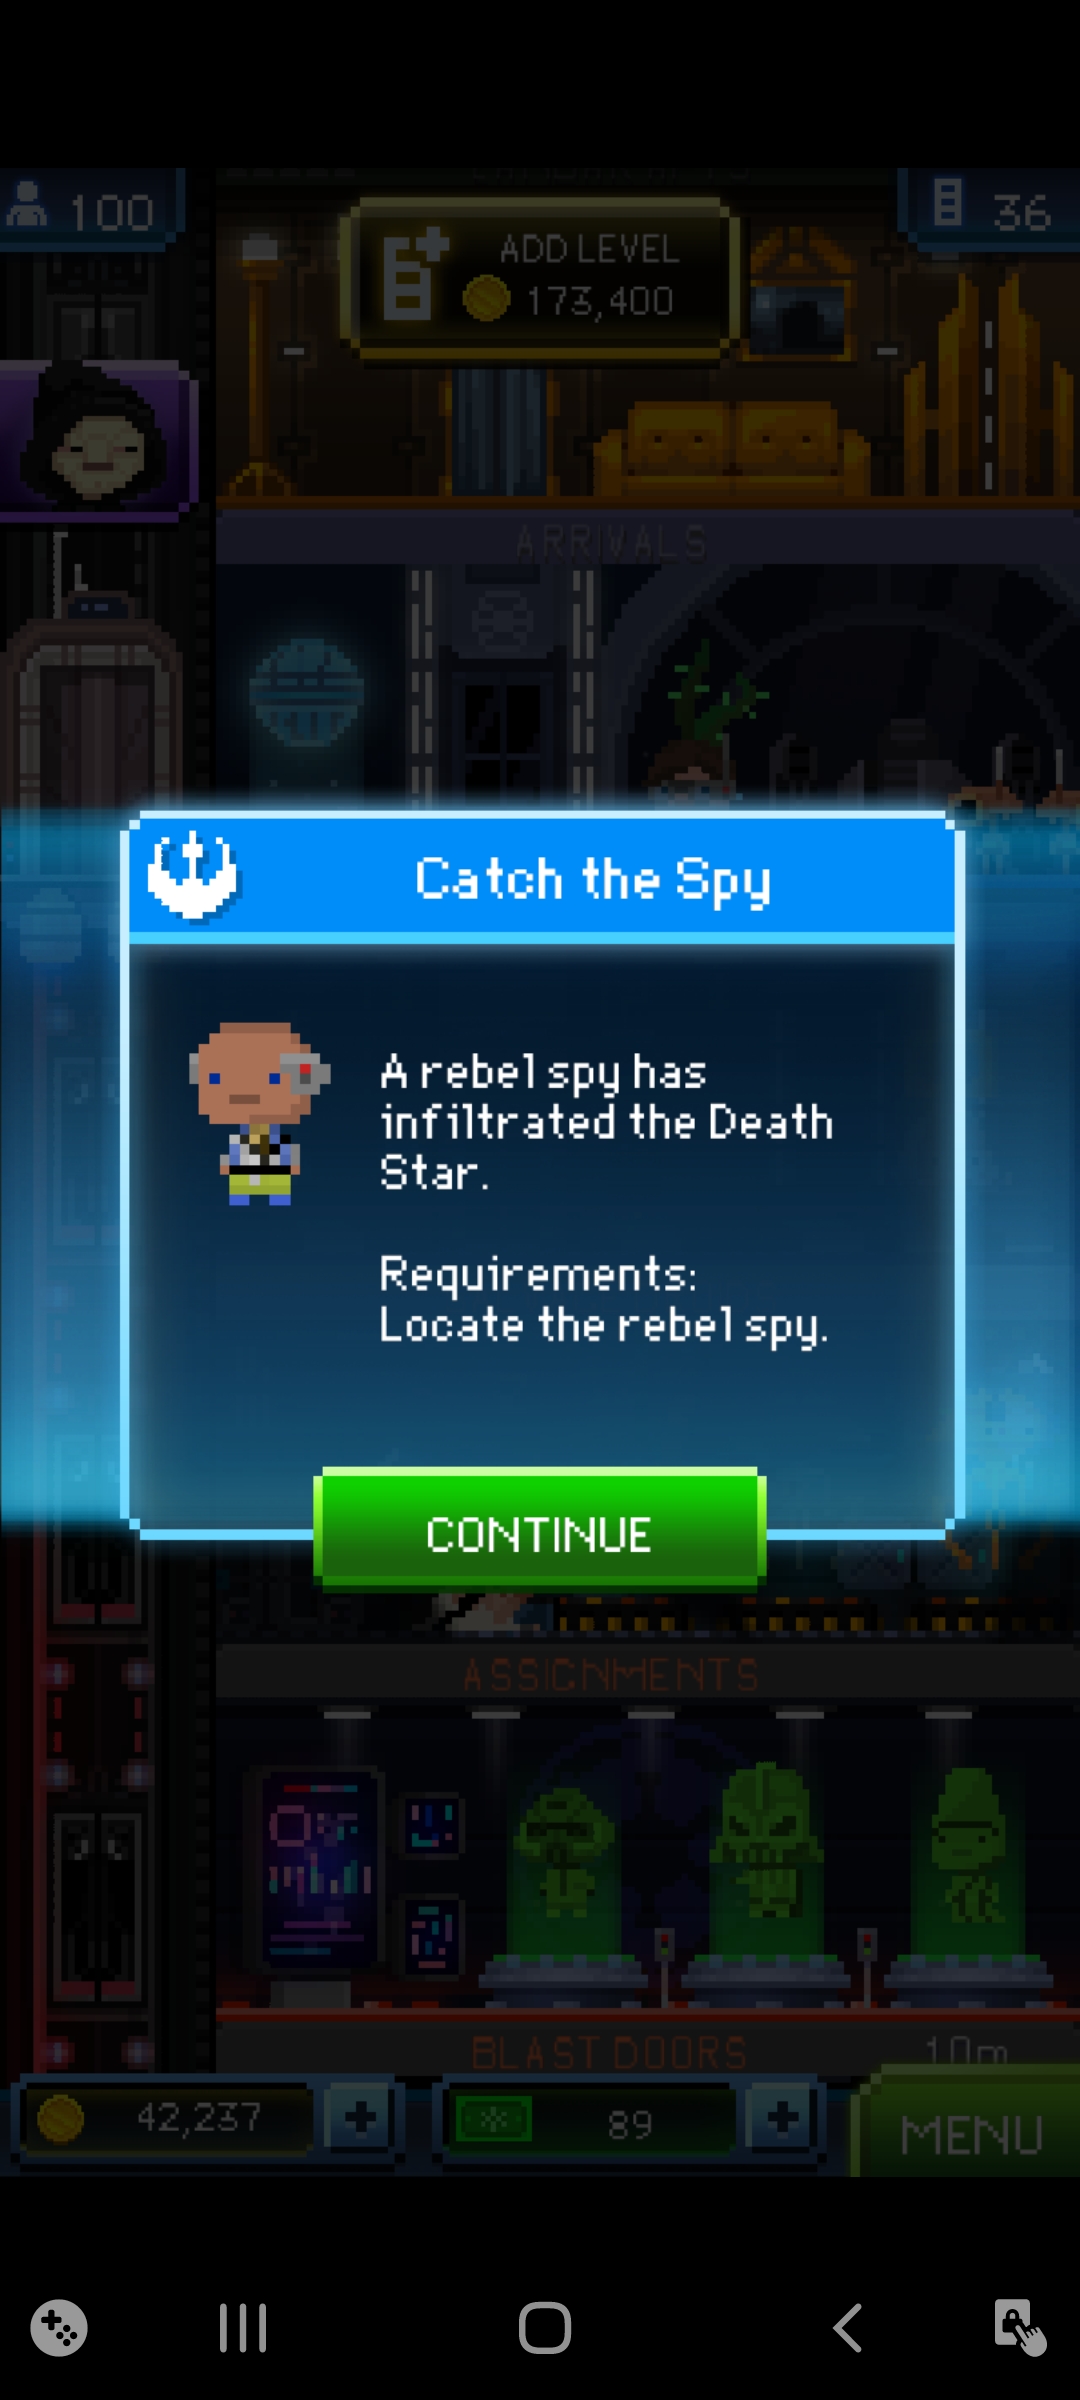 100
36
ADD LEVEL
173,400
ARRIVALS
Catch the Spy
A rebel spy has
infiltrated the Death
Star.
Requirements:
Locate the rebel spy.
CONTINUE
ASSIGNMENTS
BLAST DOORS
10m
42,237
89
MENU